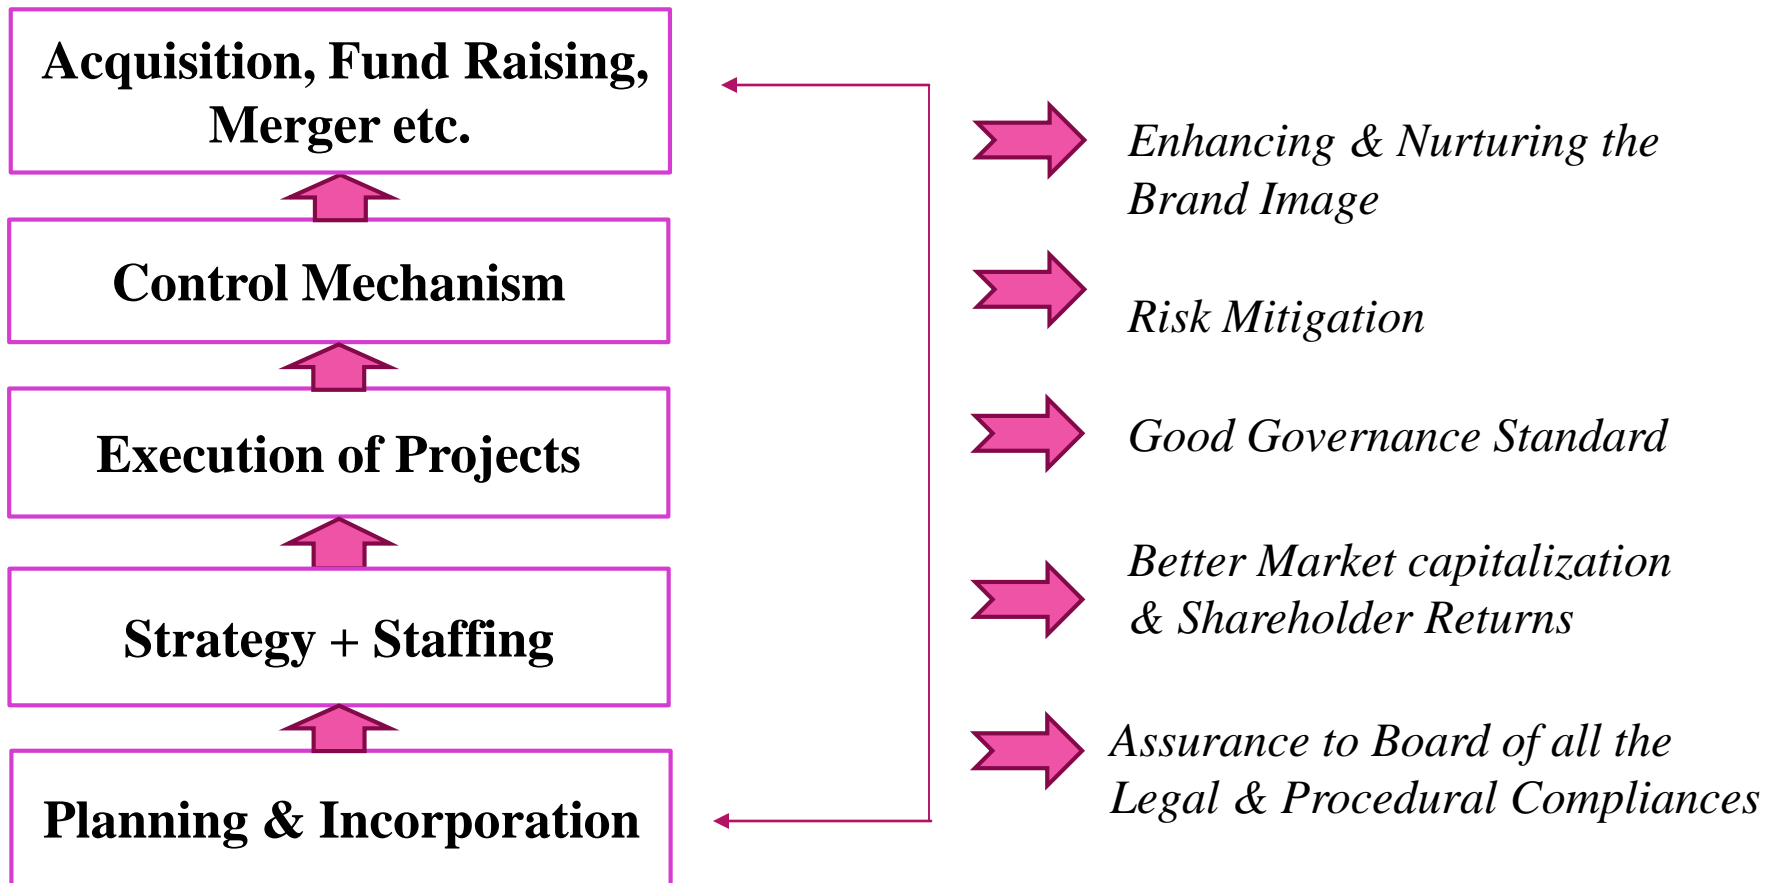 Acquisition, Fund Raising,
Merger etc.
Control Mechanism
Execution of Projects
Strategy + Staffing
Planning & Incorporation
Enhancing & Nurturing the
Brand Image
Risk Mitigation
Good Governance Standard
Better Market capitalization
& Shareholder Returns
Assurance to Board of all the
Legal & Procedural Compliances